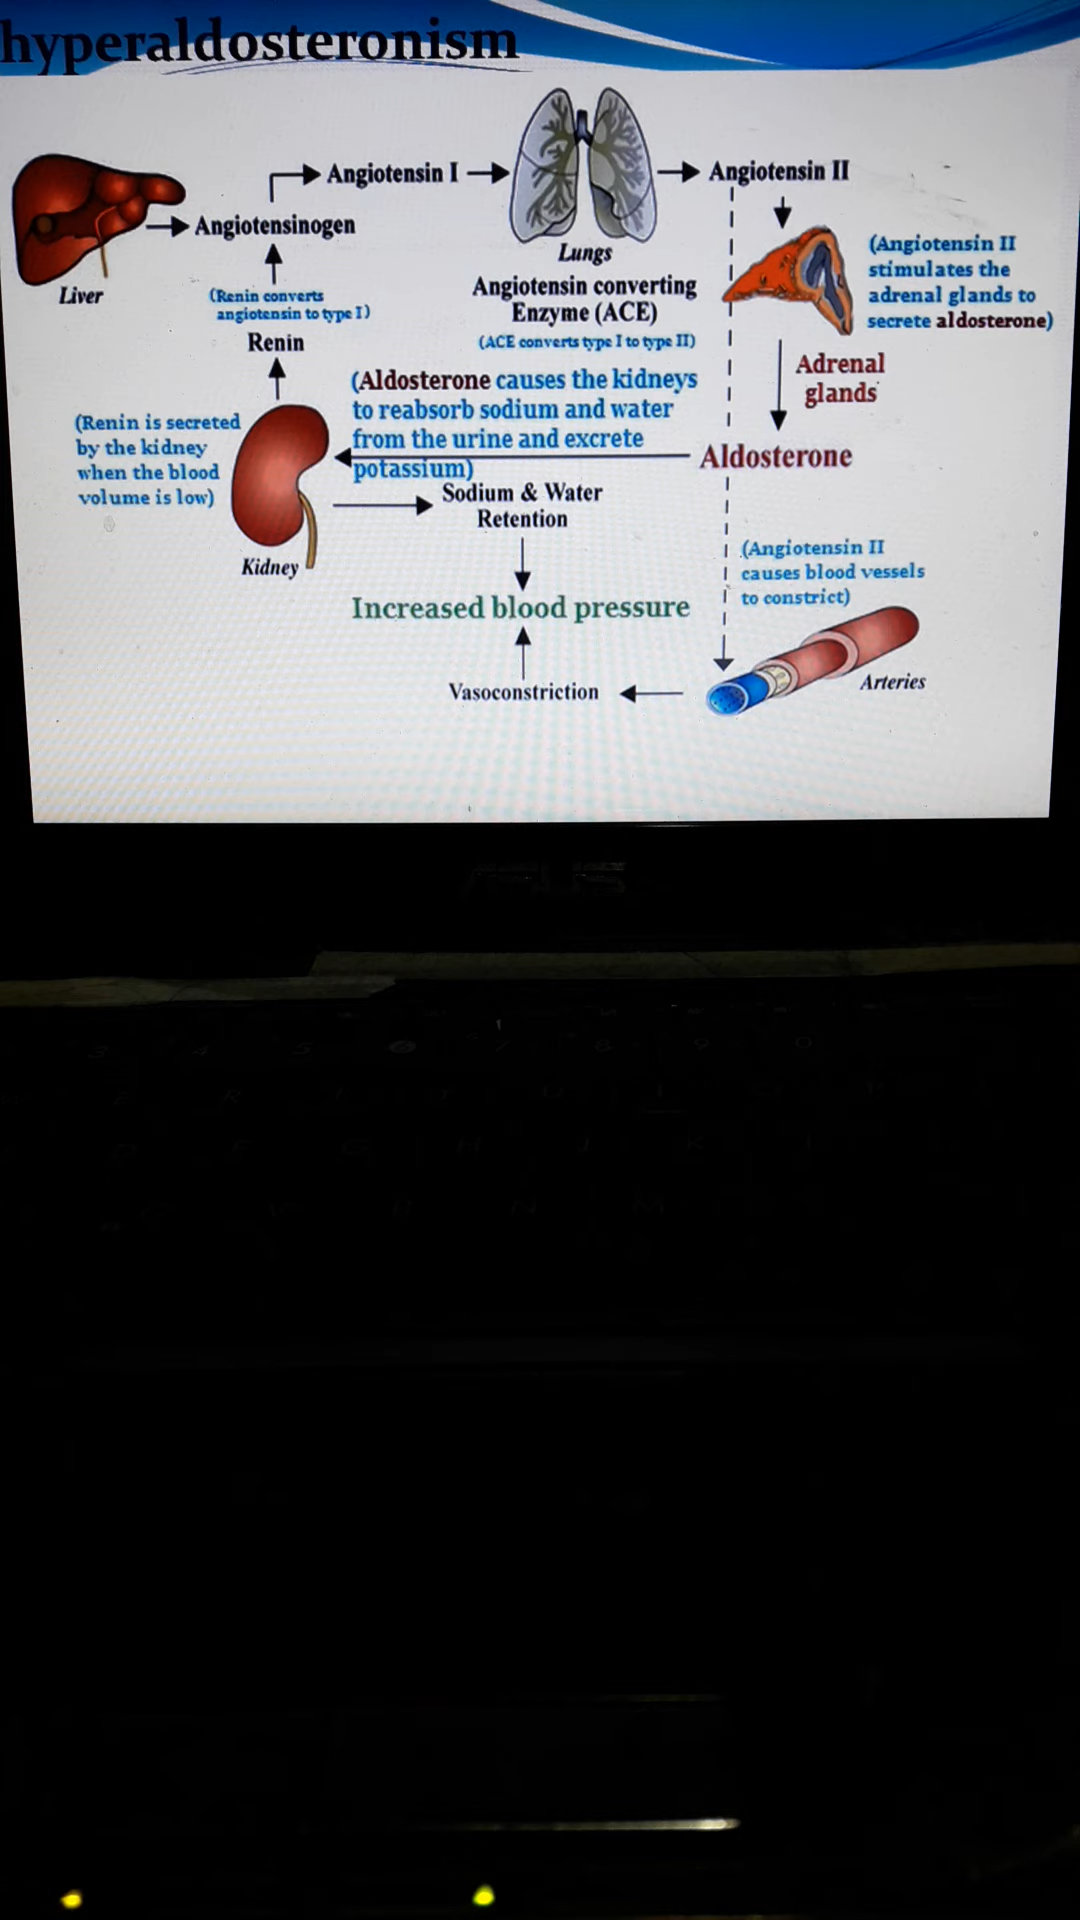 hyperaldosteronism
Angiotensin I
Angiotensin II
Angiotensinogen
Lungs
(Angiotensin II
stimulates the
adrenal glands to
secrete aldosterone)
Liver
(Renin converts
angiotensin to type I)
Renin
Angiotensin converting
Enzyme (ACE)
(ACE converts type I to type II)
Adrenal
glands
(Aldosterone causes the kidneys
to reabsorb sodium and water
from the urine and excrete
potassium)
Aldosterone
(Renin is secreted
by the kidney
when the blood
volume is low)
Sodium & Water
Retention
Kidney
(Angiotensin II
causes blood vessels
to constrict)
Increased blood pressure
Vasoconstriction
Arteries
ASUS